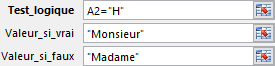 Test_logique A2="H"
Valeur_si_vrai "Monsieur"
Valeur_si_faux "Madame"